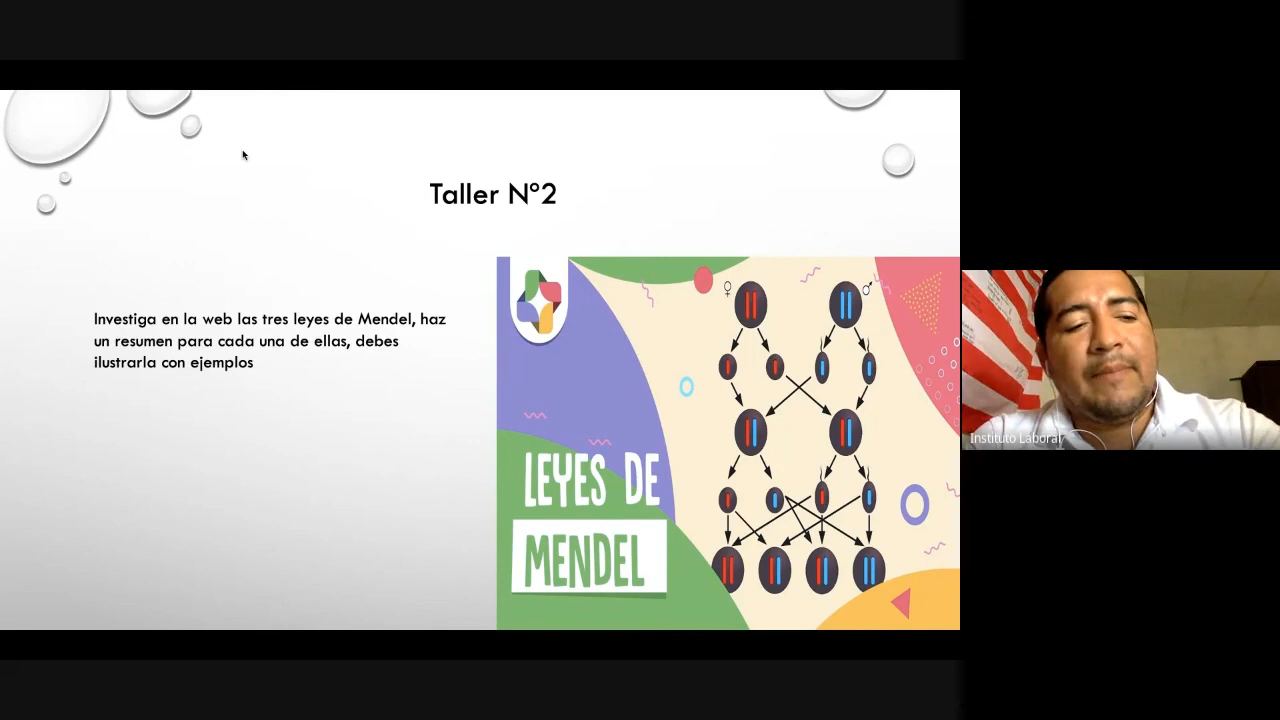 Taller N°2
Investiga en la web las tres leyes de Mendel, haz
un resumen para cada una de ellas, debes
ilustrarla con ejemplos
LEYES DE
MENDEL
Instituto Laboral